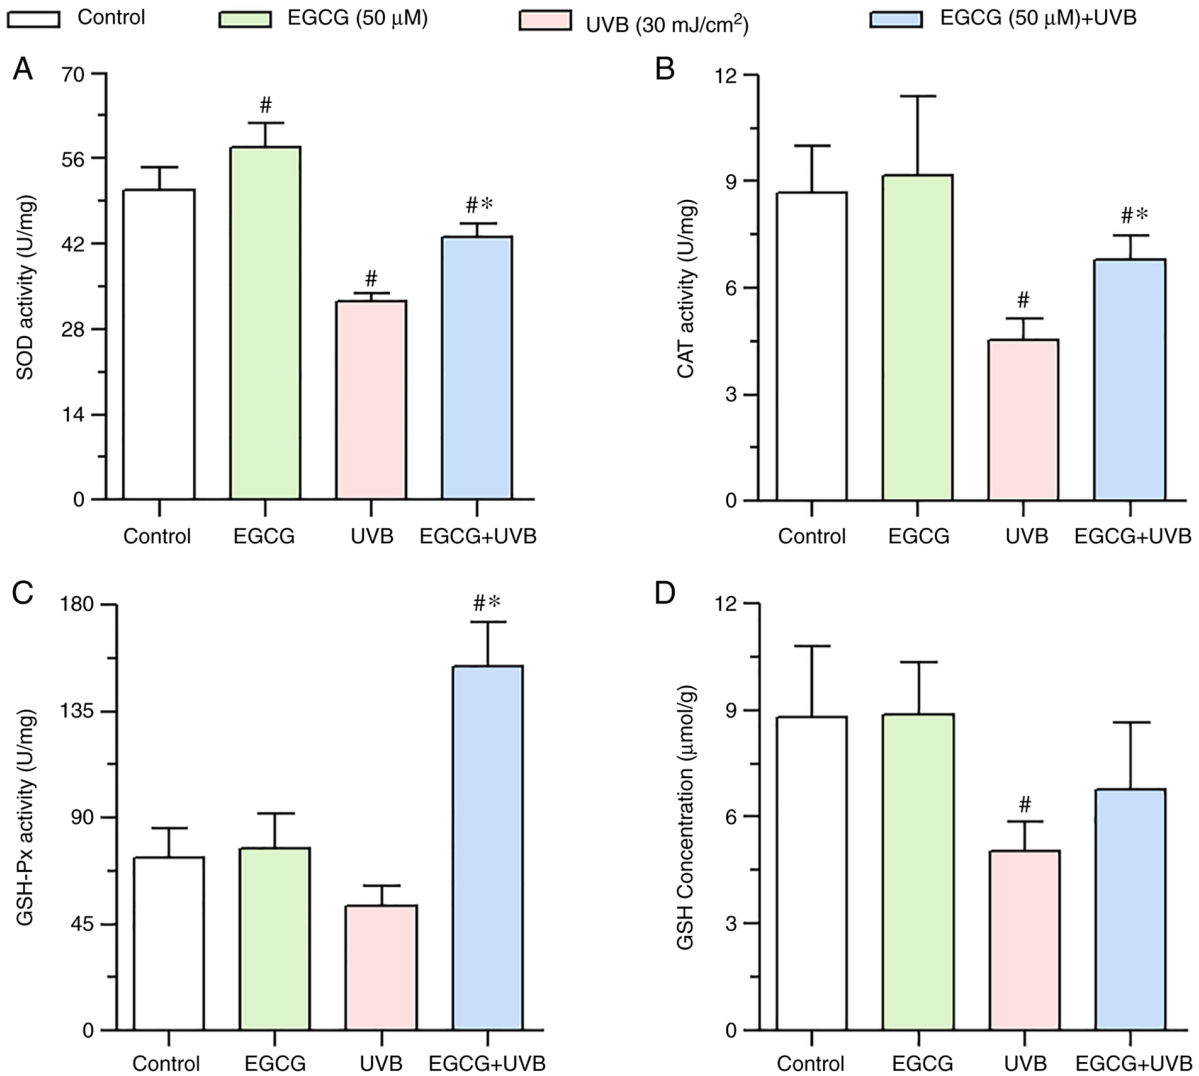 Control
EGCG (50 μM)
UVB (30 mJ/cm²)
EGCG (50 μM)+UVB
A
SOD activity (U/mg)
70
56
42
28
14
0
#
#
#*
Control EGCG UVB EGCG+UVB
B
CAT activity (U/mg)
12
9
6
3
0
#
#*
Control EGCG UVB EGCG+UVB
C
GSH-Px activity (U/mg)
180
135
90
45
0
#*
Control EGCG UVB EGCG+UVB
D
GSH Concentration (μmol/g)
12
9
6
3
0
#
Control EGCG UVB EGCG+UVB